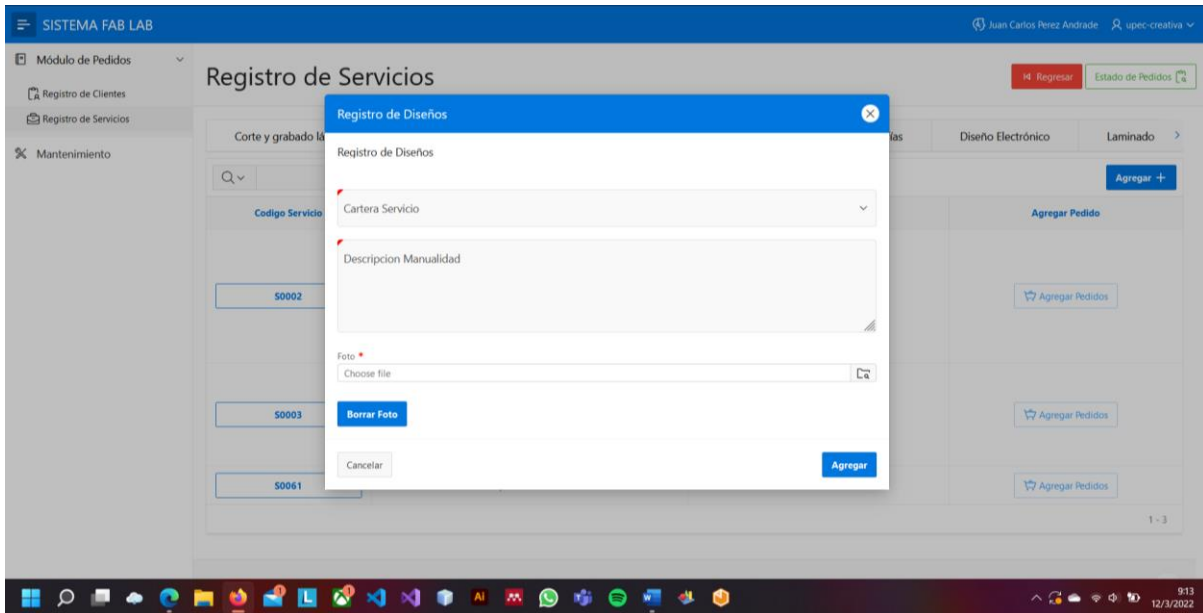 SISTEMA FAB LAB
Juan Carlos Perez Andrade upec-creativa
Módulo de Pedidos
Registro de Clientes
Registro de Servicios
Mantenimiento
Registro de Servicios
Regresar
Estado de Pedidos
Corte y grabado
Diseño Electrónico
Laminado
Agregar +
Codigo Servicio
Agregar Pedido
S0002
Agregar Pedidos
S0003
Agregar Pedidos
S0061
Agregar Pedidos
1 - 3
Registro de Diseños
Registro de Diseños
Cartera Servicio
Descripcion Manualidad
Foto *
Choose file
Borrar Foto
Cancelar
Agregar
9:13
12/3/2022